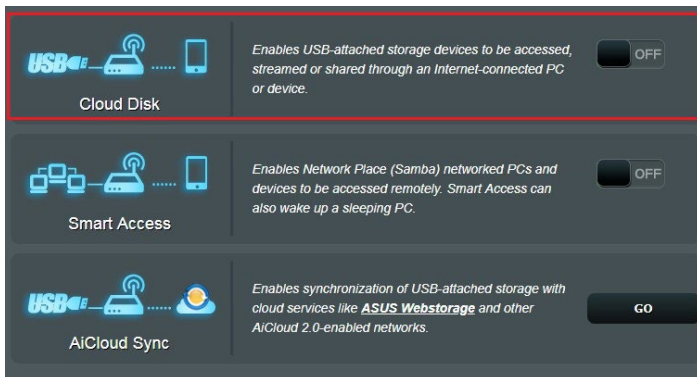 USB
Cloud Disk
Enables USB-attached storage devices to be accessed,
streamed or shared through an Internet-connected PC
or device.
OFF
Smart Access
Enables Network Place (Samba) networked PCs and
devices to be accessed remotely. Smart Access can
also wake up a sleeping PC.
OFF
USB
AiCloud Sync
Enables synchronization of USB-attached storage with
cloud services like ASUS Webstorage and other
AiCloud 2.0-enabled networks.
GO